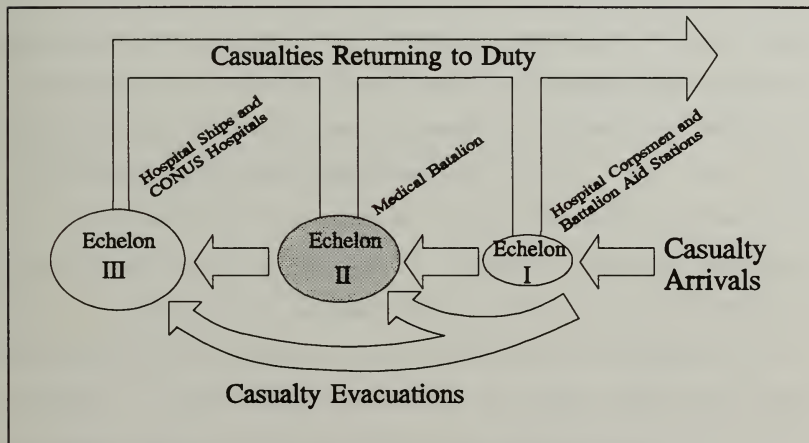 Casualties Returning to Duty
Hospital Ships and
CONUS Hospitals
Medical Batalion
Hospital Corpsmen and
Battalion Aid Stations
Echelon
III
Echelon
II
Echelon
I
Casualty
Arrivals
Casualty Evacuations